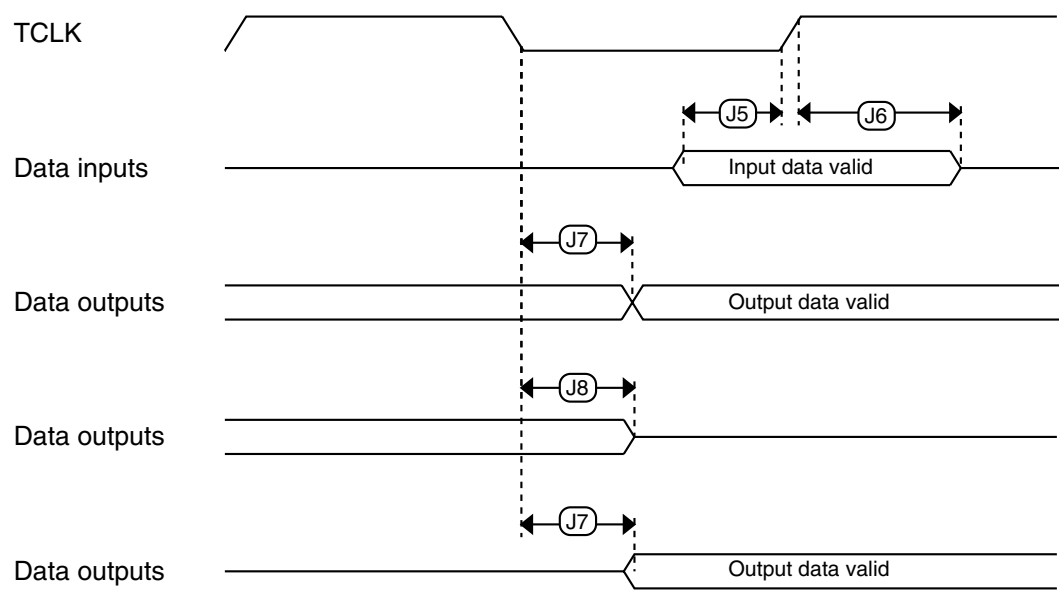 TCLK
J5
J6
Data inputs
Input data valid
J7
Data outputs
Output data valid
J8
Data outputs
J7
Data outputs
Output data valid